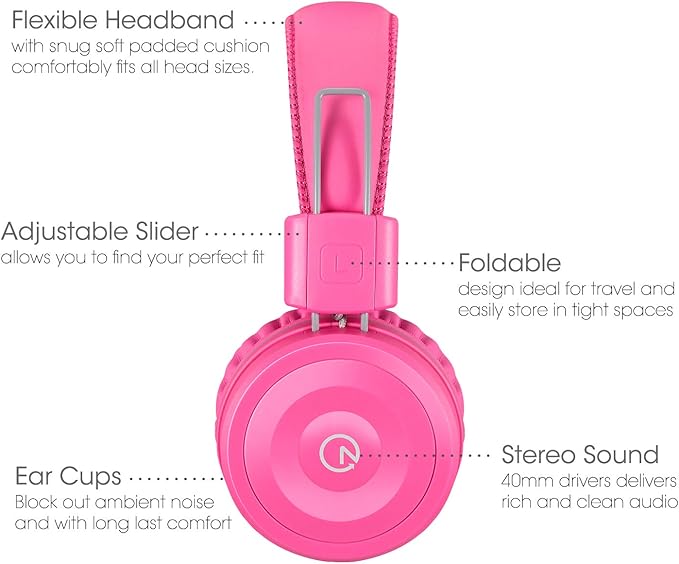 Flexible Headband
with snug soft padded cushion
comfortably fits all head sizes.
Adjustable Slider
allows you to find your perfect fit
L
Foldable
design ideal for travel and
easily store in tight spaces
N
Stereo Sound
40mm drivers delivers
rich and clean audio
Ear Cups
Block out ambient noise
and with long last comfort